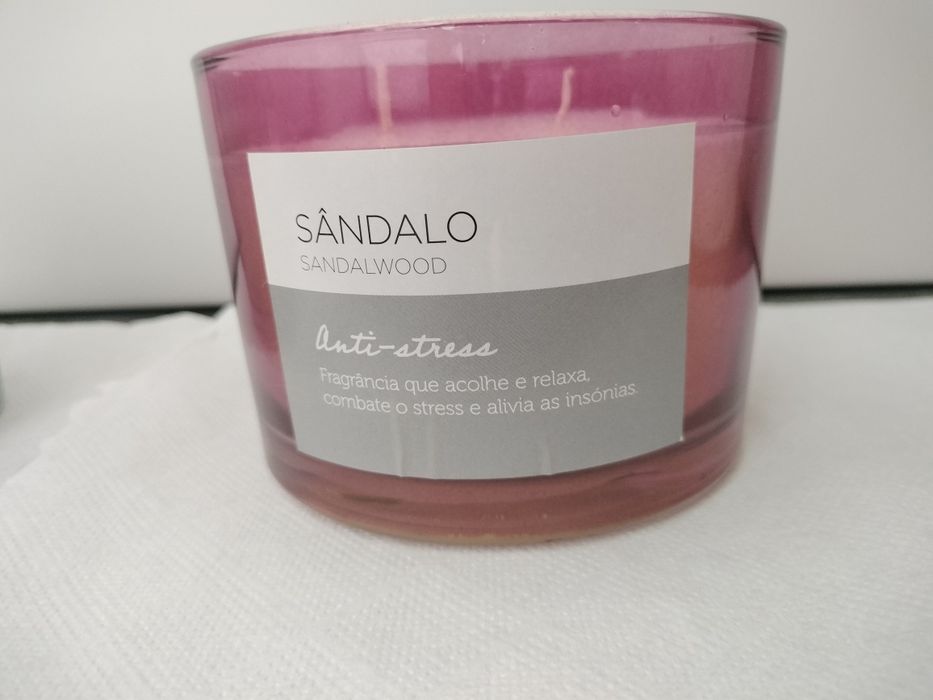 SÂNDALO
SANDALWOOD
Anti-stress
Fragrância que acolhe e relaxa,
combate o stress e alivia as insónias.